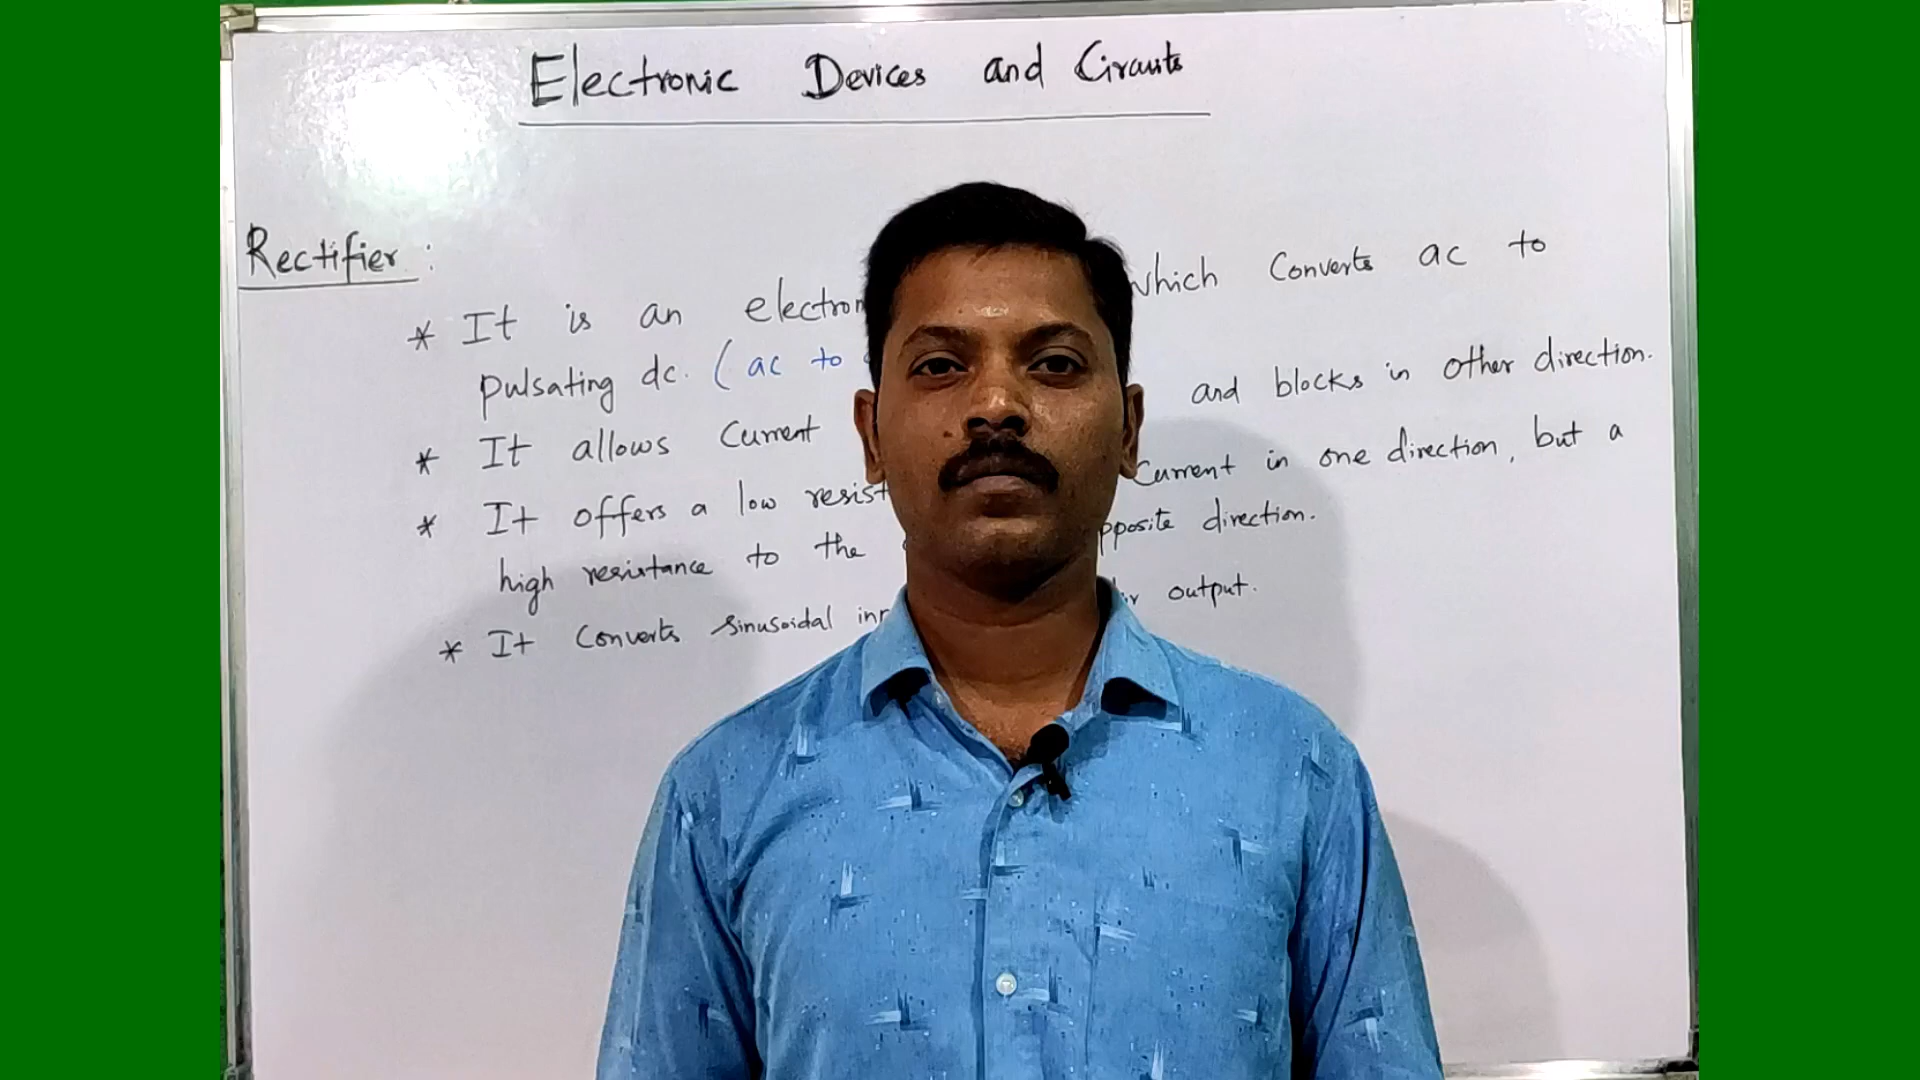 Electronic Devices and Circuits
Rectifier :
* It is an electron which converts ac to
pulsating dc. ( ac to
* It allows Current and blocks in other direction.
* It offers a low resist Current in one direction, but a
high resistance to the pposite direction.
* It Converts sinusoidal inp output.